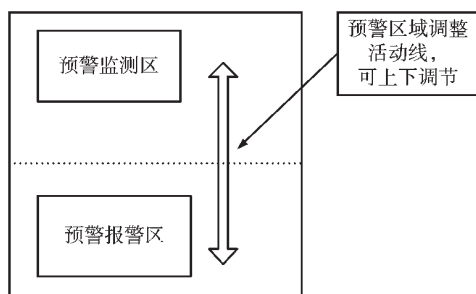 预警监测区
预警区域调整
活动线，
可上下调节
预警报警区